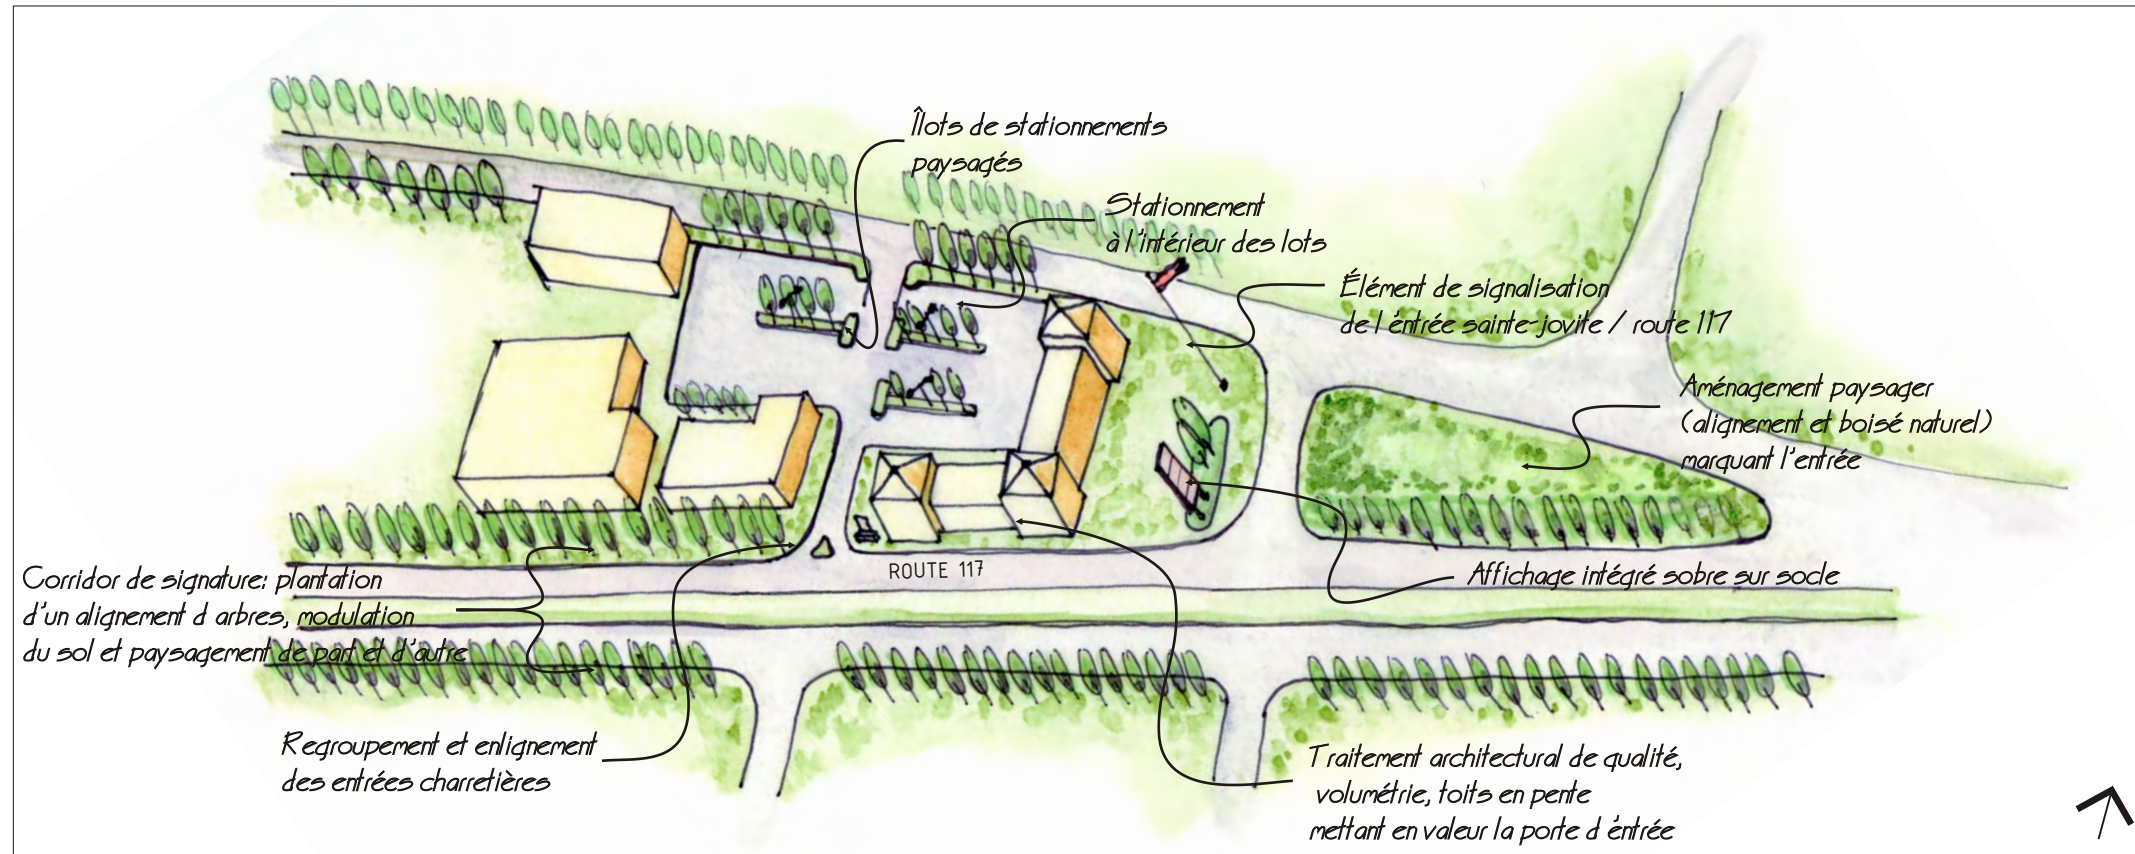 Îlots de stationnements
paysagés
Stationnement
à l'intérieur des lots
Élément de signalisation
de l'entrée sainte-jovite / route 117
Aménagement paysager
(alignement et boisé naturel)
marquant l'entrée
ROUTE 117
Affichage intégré sobre sur socle
Corridor de signature: plantation
d'un alignement d'arbres, modulation
du sol et paysagement de part et d'autre
Regroupement et enlignement
des entrées charretières
Traitement architectural de qualité,
volumétrie, toits en pente
mettant en valeur la porte d'entrée